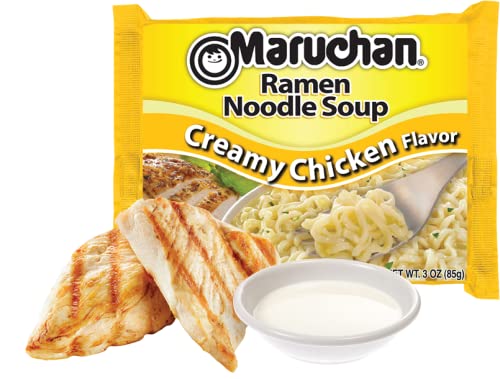 Maruchan®
Ramen
Noodle Soup
Creamy Chicken Flavor
NET WT. 3 OZ (85g)